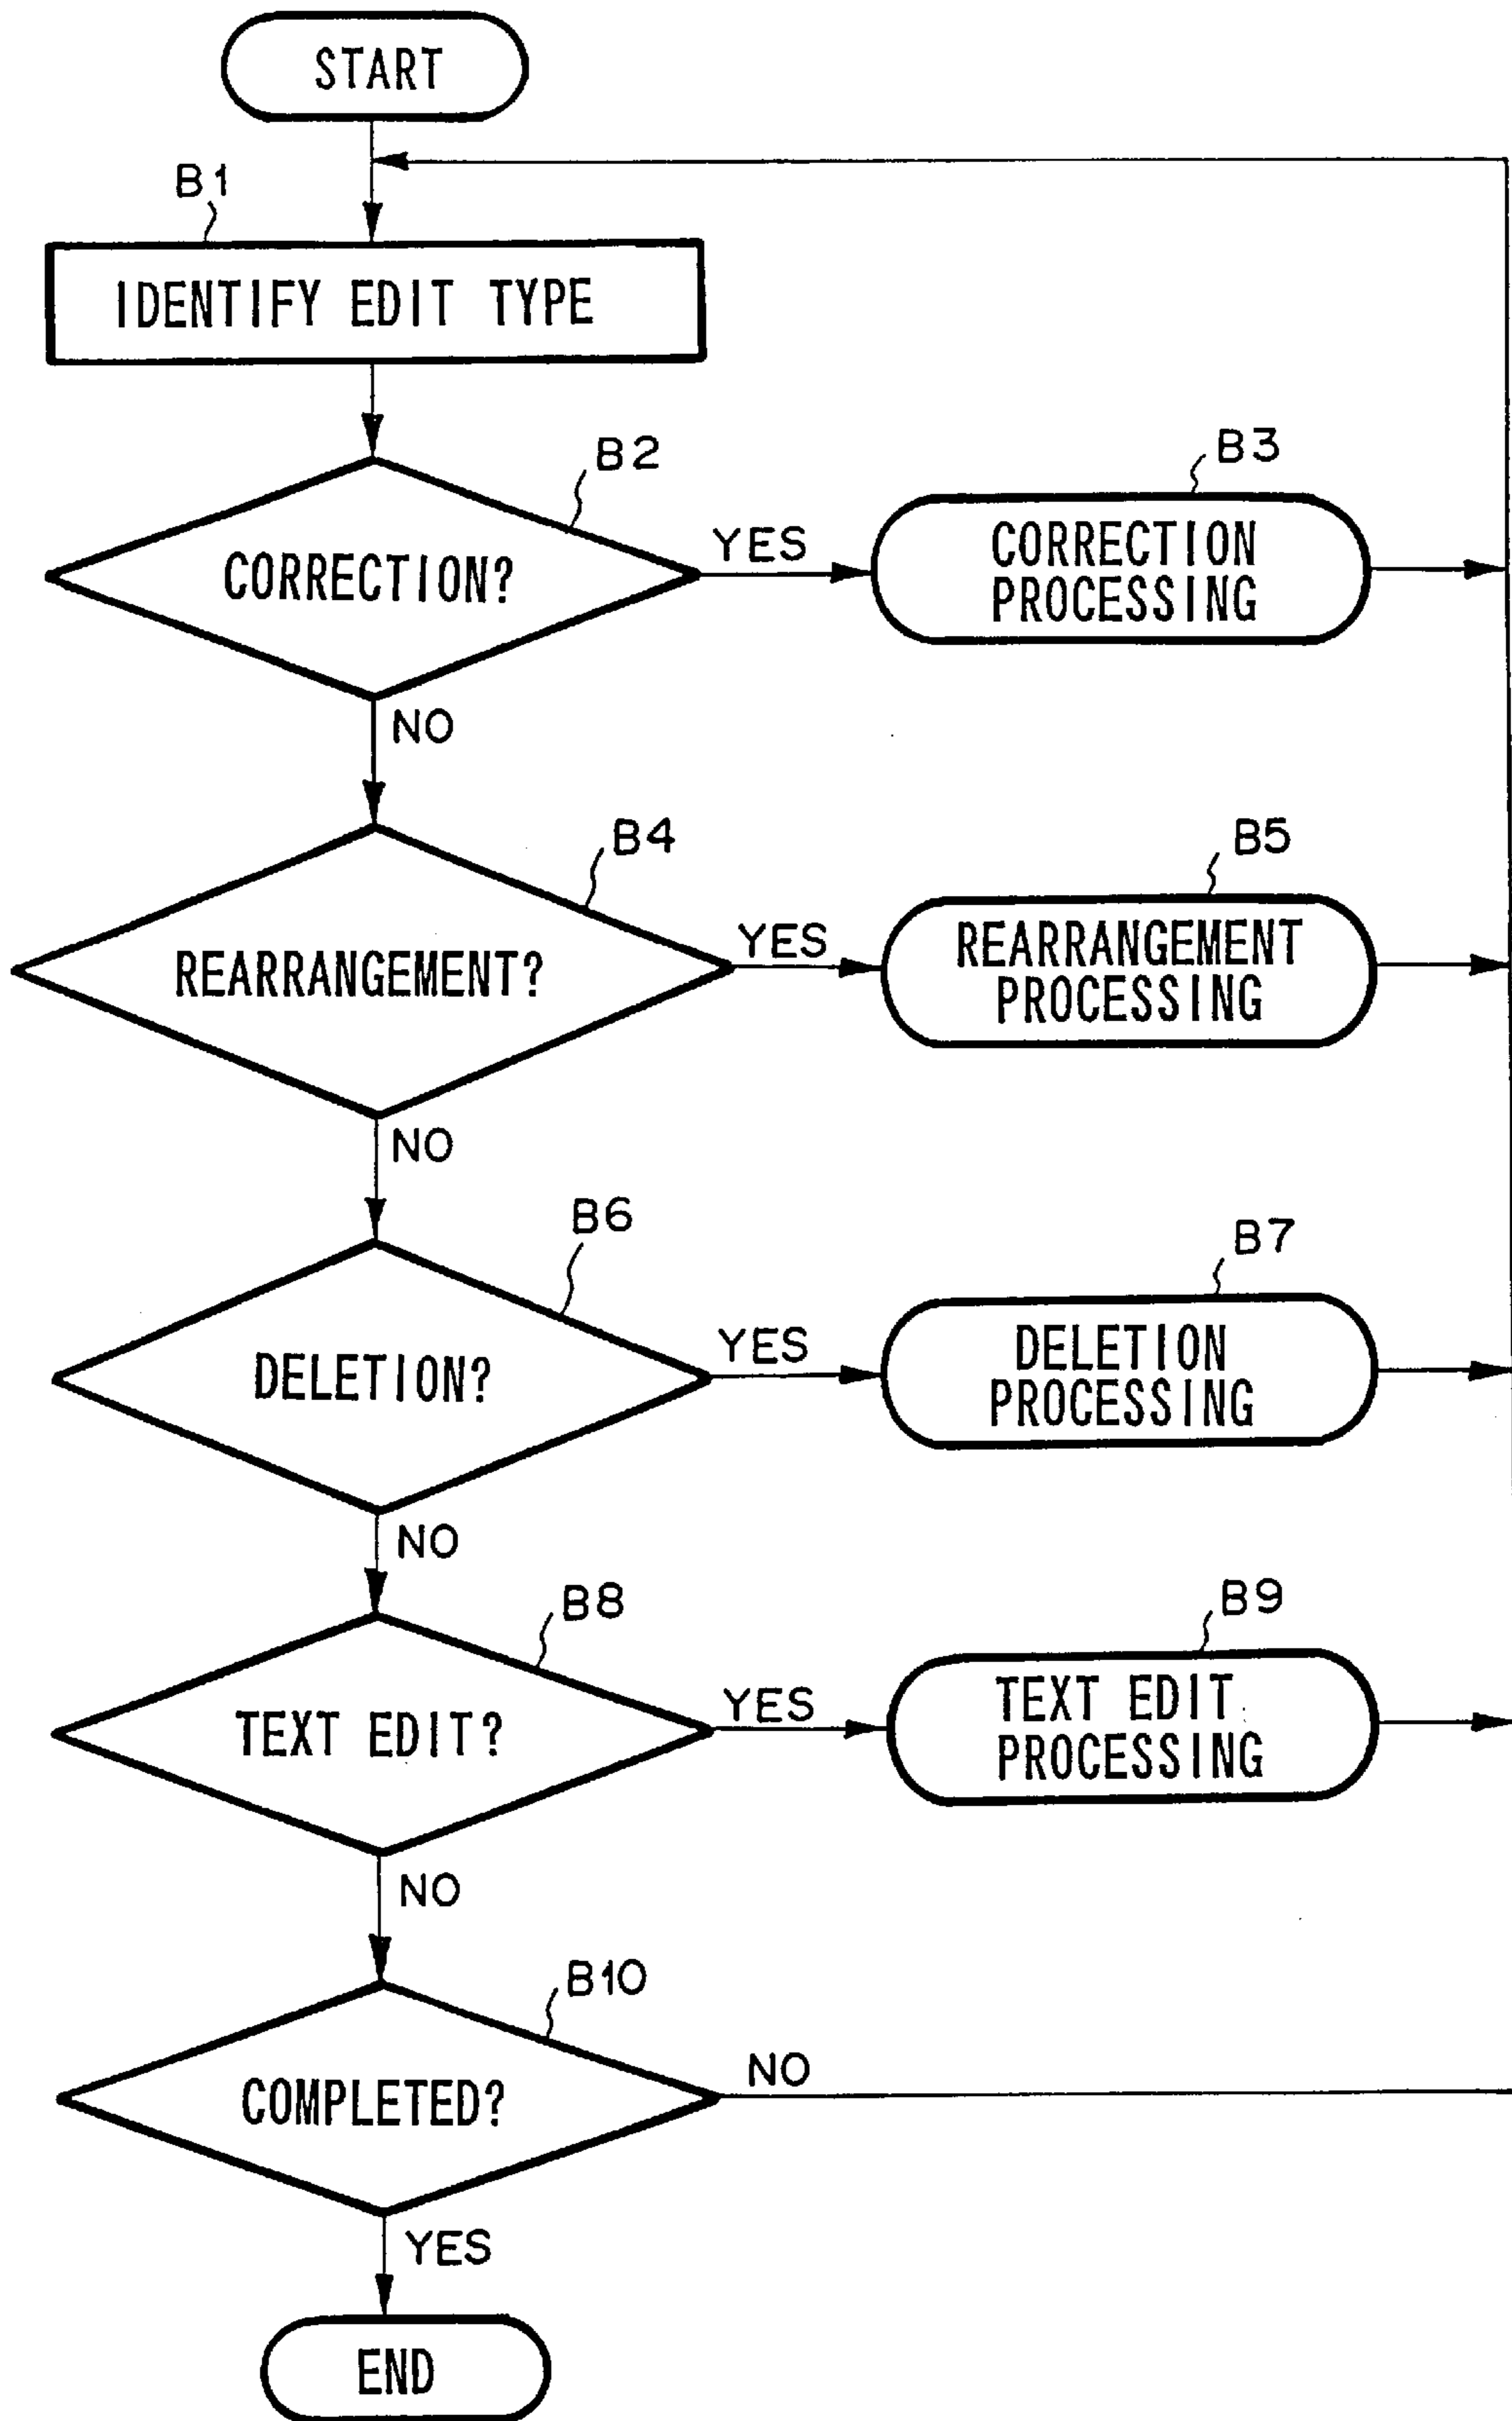 START
B1
IDENTIFY EDIT TYPE
B2
CORRECTION?
YES
B3
CORRECTION
PROCESSING
NO
B4
REARRANGEMENT?
YES
B5
REARRANGEMENT
PROCESSING
NO
B6
DELETION?
YES
B7
DELETION
PROCESSING
NO
B8
TEXT EDIT?
YES
B9
TEXT EDIT
PROCESSING
NO
B10
COMPLETED?
NO
YES
END